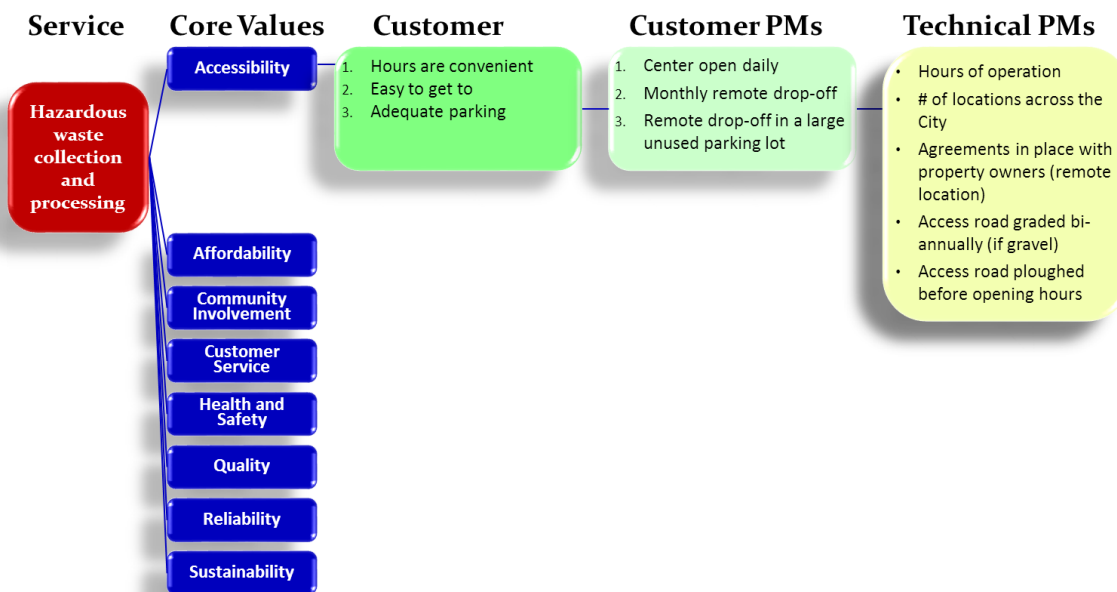 Service
Core Values
Customer
Customer PMs
Technical PMs
Hazardous
waste
collection
and
processing
Accessibility
1. Hours are convenient
2. Easy to get to
3. Adequate parking
1. Center open daily
2. Monthly remote drop-off
3. Remote drop-off in a large
unused parking lot
• Hours of operation
• # of locations across the
City
• Agreements in place with
property owners (remote
location)
• Access road graded bi-
annually (if gravel)
• Access road ploughed
before opening hours
Affordability
Community
Involvement
Customer
Service
Health and
Safety
Quality
Reliability
Sustainability